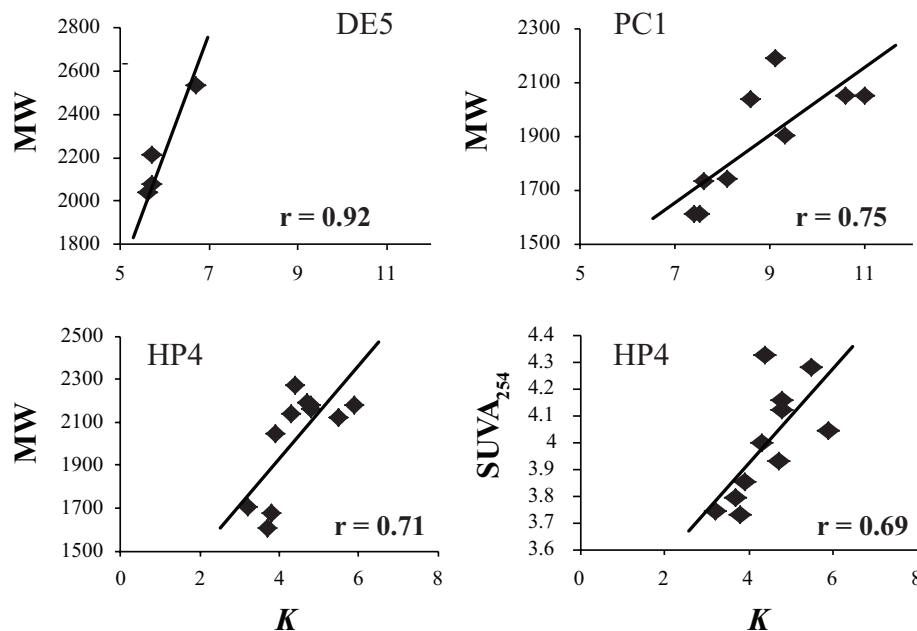 DE5
MW
2800
2600
2400
2200
2000
1800
5 7 9 11
r = 0.92
PC1
MW
2300
2100
1900
1700
1500
5 7 9 11
r = 0.75
HP4
MW
2500
2300
2100
1900
1700
1500
0 2 4 6 8
r = 0.71
K
HP4
SUVA254
4.4
4.3
4.2
4.1
4
3.9
3.8
3.7
3.6
0 2 4 6 8
r = 0.69
K